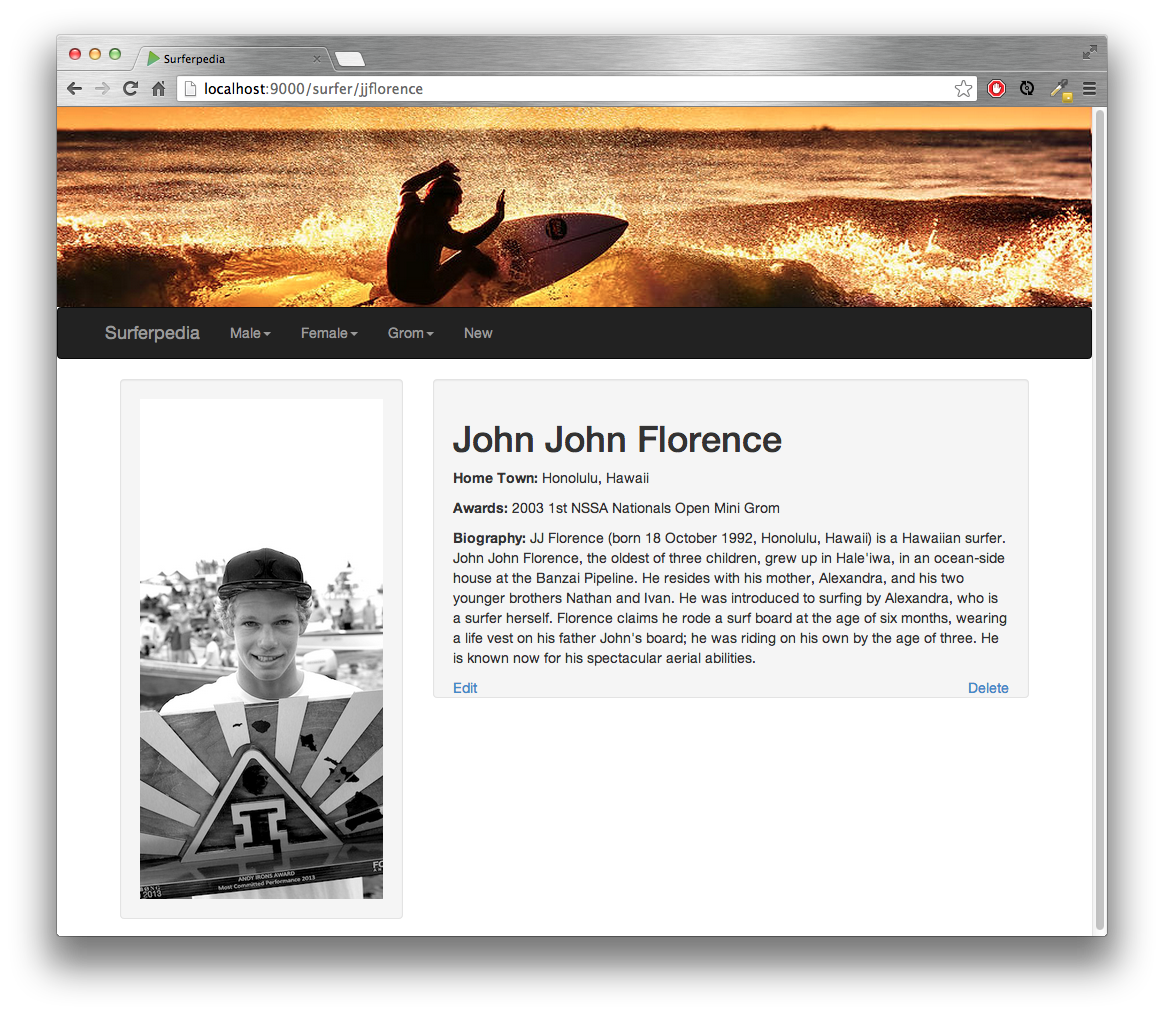 Surferpedia
localhost:9000/surfer/jjflorence
Surferpedia Male Female Grom New
John John Florence
Home Town: Honolulu, Hawaii
Awards: 2003 1st NSSA Nationals Open Mini Grom
Biography: JJ Florence (born 18 October 1992, Honolulu, Hawaii) is a Hawaiian surfer.
John John Florence, the oldest of three children, grew up in Hale'iwa, in an ocean-side
house at the Banzai Pipeline. He resides with his mother, Alexandra, and his two
younger brothers Nathan and Ivan. He was introduced to surfing by Alexandra, who is
a surfer herself. Florence claims he rode a surf board at the age of six months, wearing
a life vest on his father John's board; he was riding on his own by the age of three. He
is known now for his spectacular aerial abilities.
Edit Delete
ANDY IRONS AWARD
Most Committed Performance 2013
2013